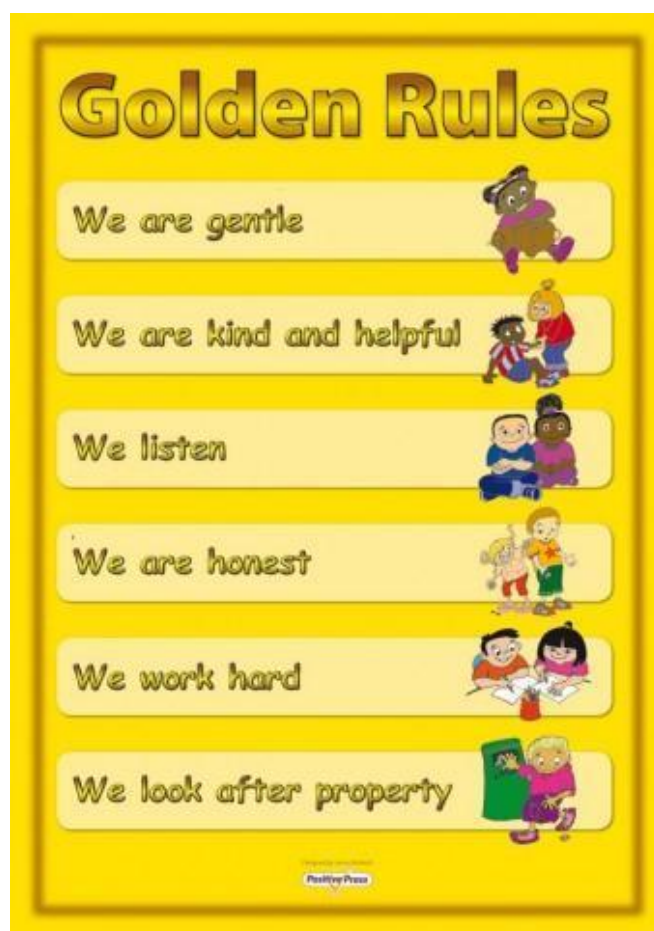 Golden Rules
We are gentle
We are kind and helpful
We listen
We are honest
We work hard
We look after property
Positive Press